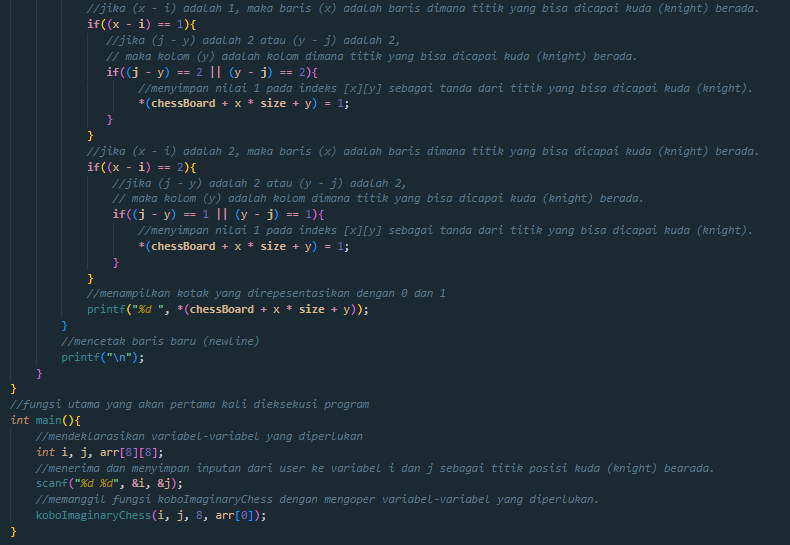 //jika (x - i) adalah 1, maka baris (x) adalah baris dimana titik yang bisa dicapai kuda (knight) berada.
if((x - i) == 1){
//jika (j - y) adalah 2 atau (y - j) adalah 2,
// maka kolom (y) adalah kolom dimana titik yang bisa dicapai kuda (knight) berada.
if((j - y) == 2 || (y - j) == 2){
//menyimpan nilai 1 pada indeks [x][y] sebagai tanda dari titik yang bisa dicapai kuda (knight).
*(chessBoard + x * size + y) = 1;
}
}
//jika (x - i) adalah 2, maka baris (x) adalah baris dimana titik yang bisa dicapai kuda (knight) berada.
if((x - i) == 2){
//jika (j - y) adalah 2 atau (y - j) adalah 2,
// maka kolom (y) adalah kolom dimana titik yang bisa dicapai kuda (knight) berada.
if((j - y) == 1 || (y - j) == 1){
//menyimpan nilai 1 pada indeks [x][y] sebagai tanda dari titik yang bisa dicapai kuda (knight).
*(chessBoard + x * size + y) = 1;
}
}
//menampilkan kotak yang direpesentasikan dengan 0 dan 1
printf("%d ", *(chessBoard + x * size + y));
}
//mencetak baris baru (newline)
printf("\n");
}
}
//fungsi utama yang akan pertama kali dieksekusi program
int main(){
//mendeklarasikan variabel-variabel yang diperlukan
int i, j, arr[8][8];
//menerima dan menyimpan inputan dari user ke variabel i dan j sebagai titik posisi kuda (knight) bearada.
scanf("%d %d", &i, &j);
//memanggil fungsi koboImaginaryChess dengan mengoper variabel-variabel yang diperlukan.
koboImaginaryChess(i, j, 8, arr[0]);
}